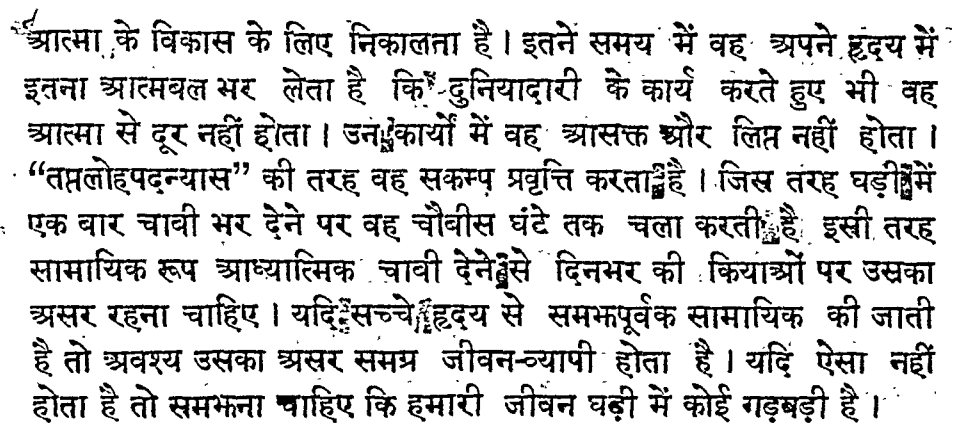 आत्मा के विकास के लिए निकालता है । इतने समय में वह अपने हृदय में
इतना आत्मबल भर लेता है कि दुनियादारी के कार्य करते हुए भी वह
आत्मा से दूर नहीं होता । उन कार्यों में वह आसक्त और लिप्त नहीं होता ।
“तप्तलोहपदन्यास” की तरह वह सकम्प प्रवृत्ति करता है । जिस तरह घड़ी में
एक बार चाबी भर देने पर वह चौबीस घंटे तक चला करती है इसी तरह
सामायिक रूप आध्यात्मिक चाबी देने से दिनभर की कियाओं पर उसका
असर रहना चाहिए । यदि सच्चे हृदय से समझपूर्वक सामायिक की जाती
है तो अवश्य उसका असर समग्र जीवन-व्यापी होता है । यदि ऐसा नहीं
होता है तो समझना चाहिए कि हमारी जीवन घड़ी में कोई गड़बड़ी है ।